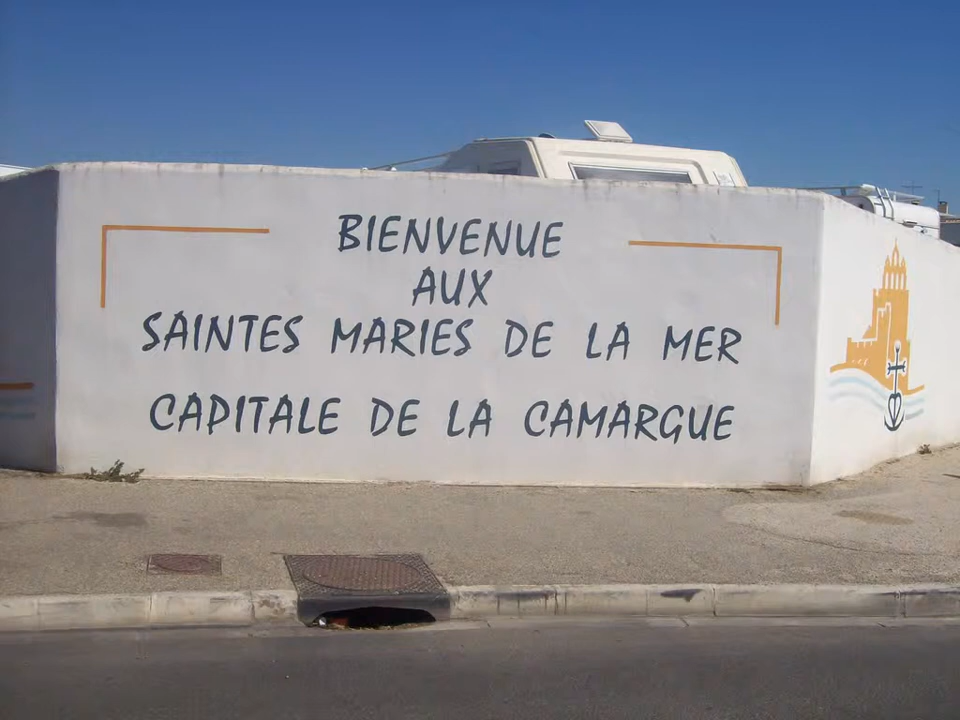 BIENVENUE
AUX
SAINTES MARIES DE LA MER
CAPITALE DE LA CAMARGUE